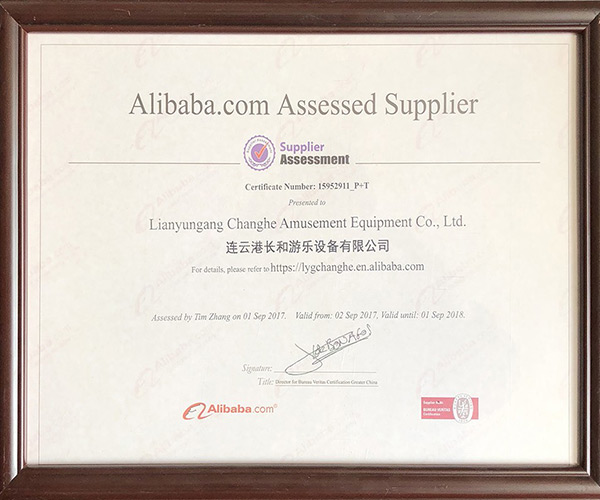 Alibaba.com Assessed Supplier
Supplier
Assessment
Certificate Number: 15952911_P+T
Presented to
Lianyungang Changhe Amusement Equipment Co., Ltd.
连云港长和游乐设备有限公司
For details, please refer to https://lygchanghe.en.alibaba.com
Assessed by Tim Zhang on 01 Sep 2017. Valid from: 02 Sep 2017, Valid until: 01 Sep 2018.
Signature:
Title: Director for Bureau Veritas Certification Greater China
Alibaba.com®
BUREAU VERITAS
Certification